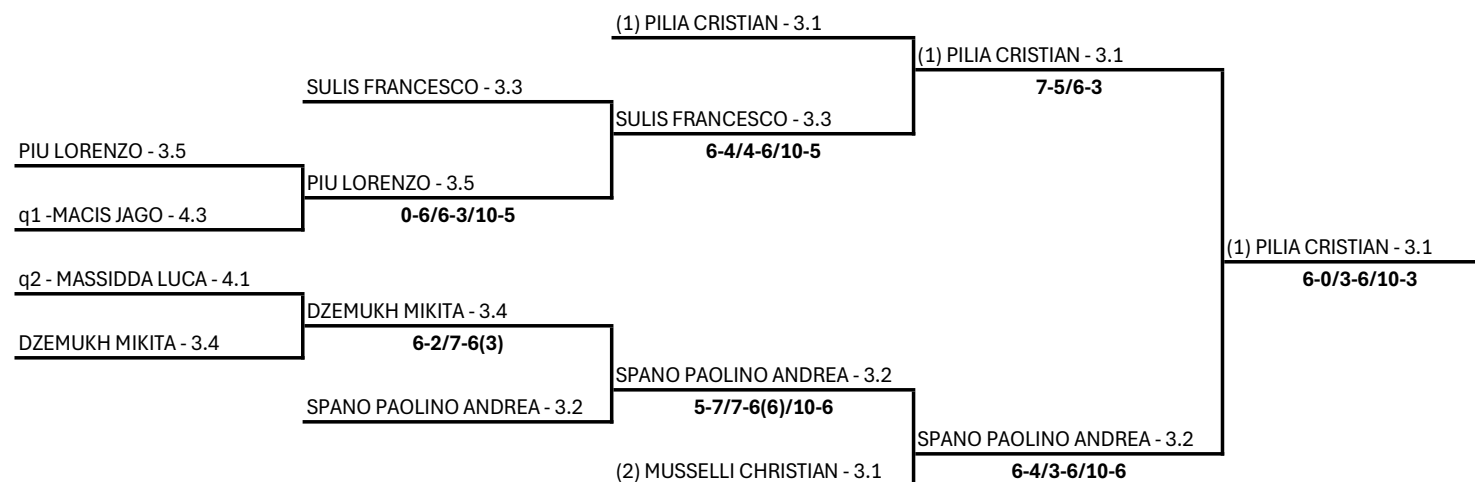 (1) PILIA CRISTIAN - 3.1
(1) PILIA CRISTIAN - 3.1
SULIS FRANCESCO - 3.3
7-5/6-3
SULIS FRANCESCO - 3.3
PIU LORENZO - 3.5
6-4/4-6/10-5
PIU LORENZO - 3.5
q1 -MACIS JAGO - 4.3
0-6/6-3/10-5
(1) PILIA CRISTIAN - 3.1
q2 - MASSIDDA LUCA - 4.1
6-0/3-6/10-3
DZEMUKH MIKITA - 3.4
DZEMUKH MIKITA - 3.4
6-2/7-6(3)
SPANO PAOLINO ANDREA - 3.2
SPANO PAOLINO ANDREA - 3.2
5-7/7-6(6)/10-6
SPANO PAOLINO ANDREA - 3.2
(2) MUSSELLI CHRISTIAN - 3.1
6-4/3-6/10-6